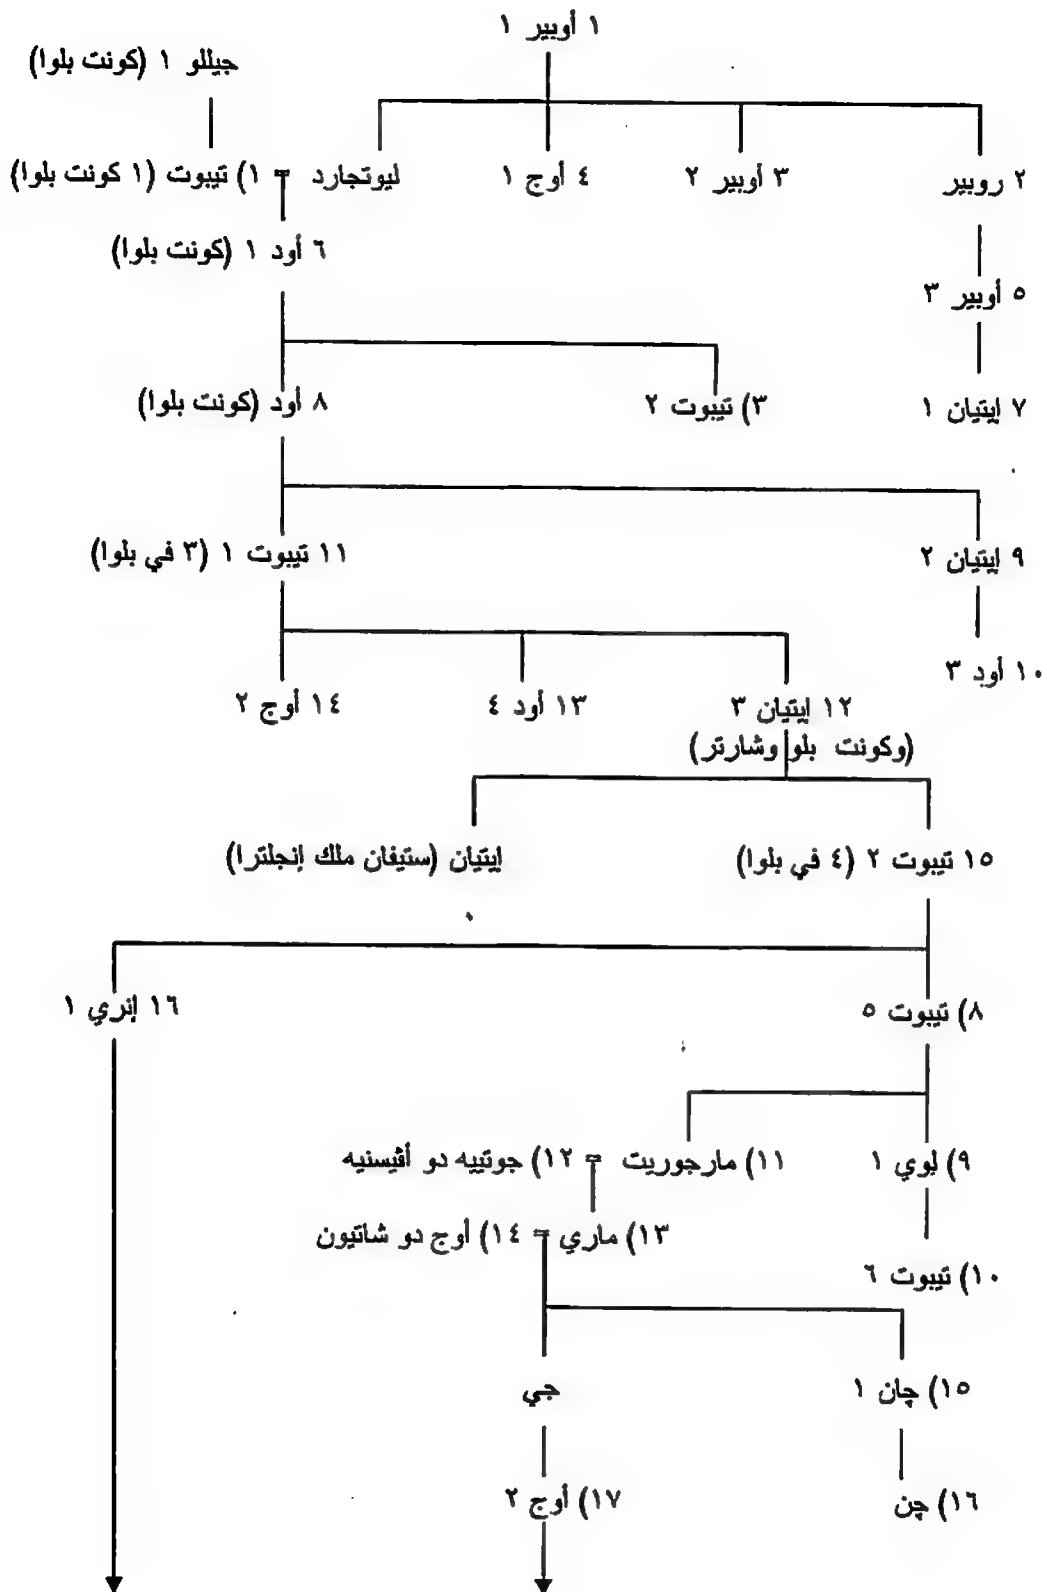 ١ أوبير ١
جيللو ١ (كونت بلوا)
٢ روبير
٣ أوبير ٢
٤ أوج ١
ليوتجارد = ١) تيبوت (١ كونت بلوا)
٦ أود ١ (كونت بلوا)
٥ أوبير ٣
٧ إيتيان ١
٣) تيبوت ٢
٨ أود (كونت بلوا)
٩ إيتيان ٢
١١ تيبوت ١ (٣ في بلوا)
١٠ أود ٣
١٢ إيتيان ٣
(وكونت بلو وشارتر)
١٣ أود ٤
١٤ أوج ٢
١٥ تيبوت ٢ (٤ في بلوا)
إيتيان (ستيفان ملك إنجلترا)
٨) تيبوت ٥
١٦ إنري ١
٩) لوي ١
١١) مارجوريت = ١٢) جوتييه دو أڤيسنيه
١٣) ماري = ١٤) أوج دو شاتيون
١٠) تيبوت ٦
١٥) چان ١
جي
١٦) چن
١٧) أوج ٢